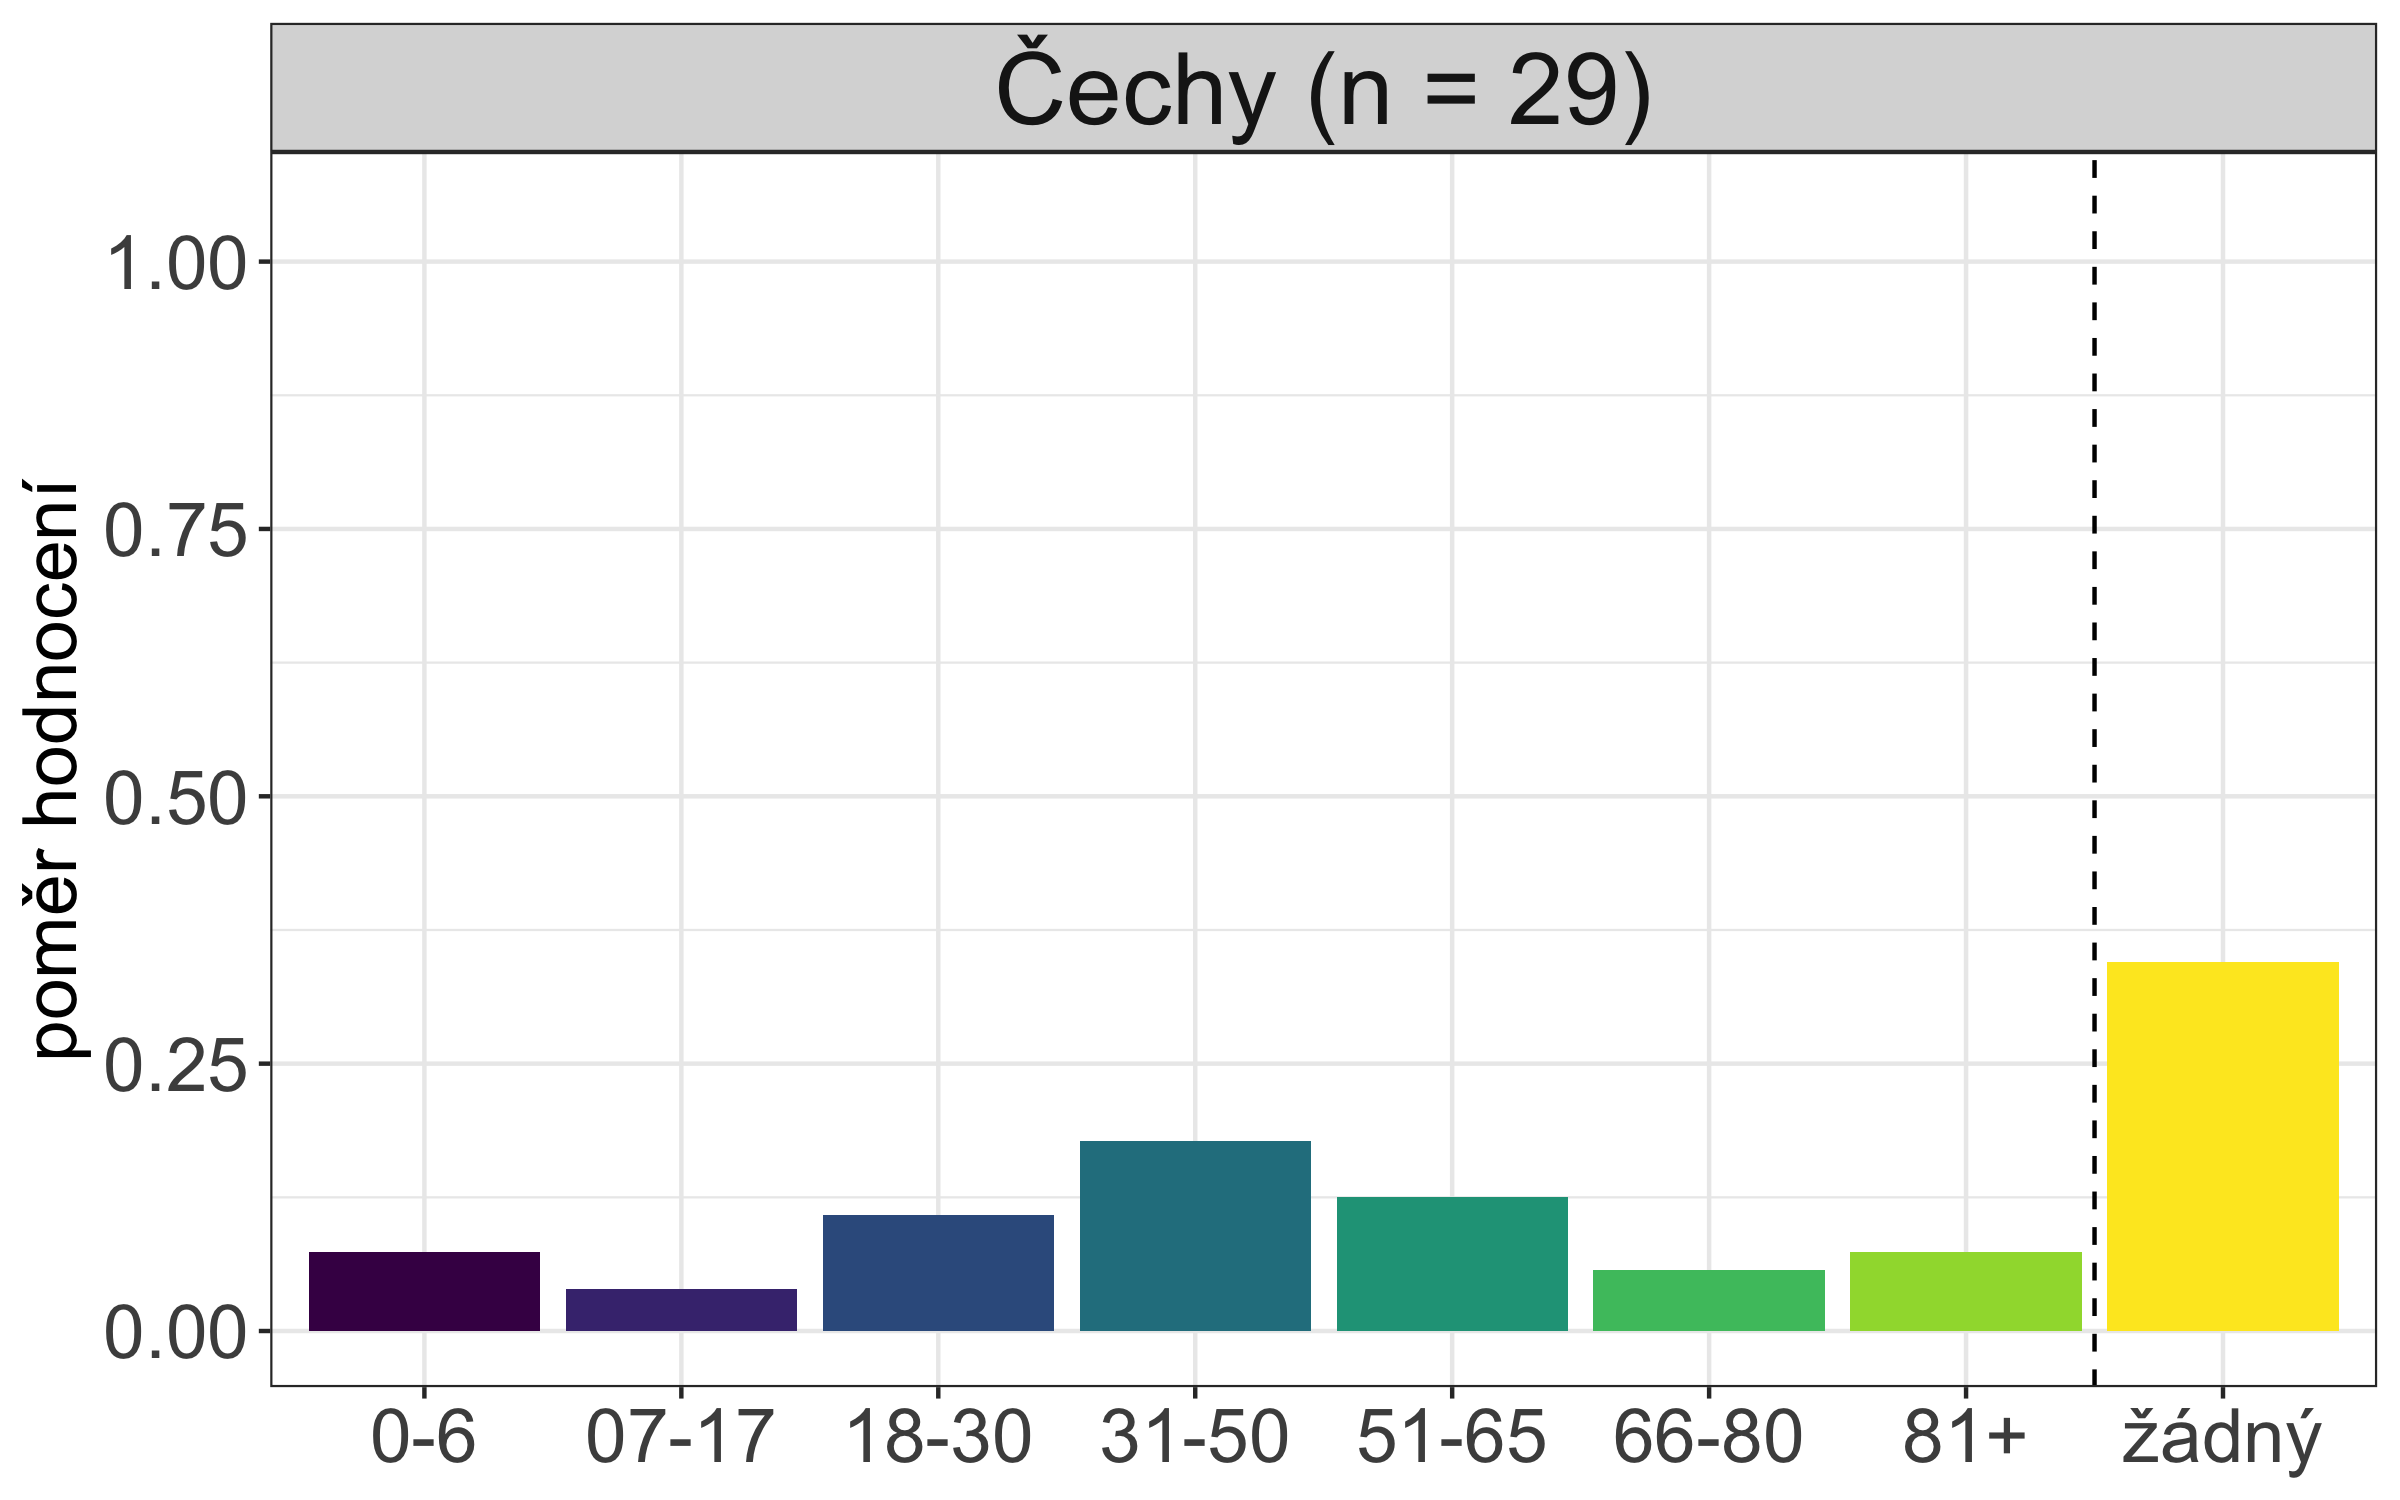 Čechy (n = 29)
poměr hodnocení
1.00
0.75
0.50
0.25
0.00
0-6 07-17 18-30 31-50 51-65 66-80 81+ žádný